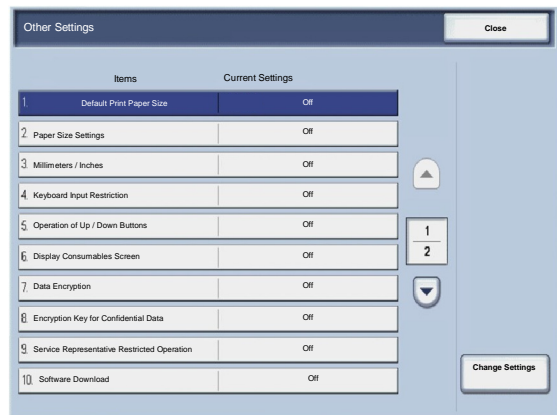 Other Settings Close
Items Current Settings
1. Default Print Paper Size Off
2. Paper Size Settings Off
3. Millimeters / Inches Off
4. Keyboard Input Restriction Off
5. Operation of Up / Down Buttons Off
6. Display Consumables Screen Off
7. Data Encryption Off
8. Encryption Key for Confidential Data Off
9. Service Representative Restricted Operation Off
10. Software Download Off
1
2
Change Settings